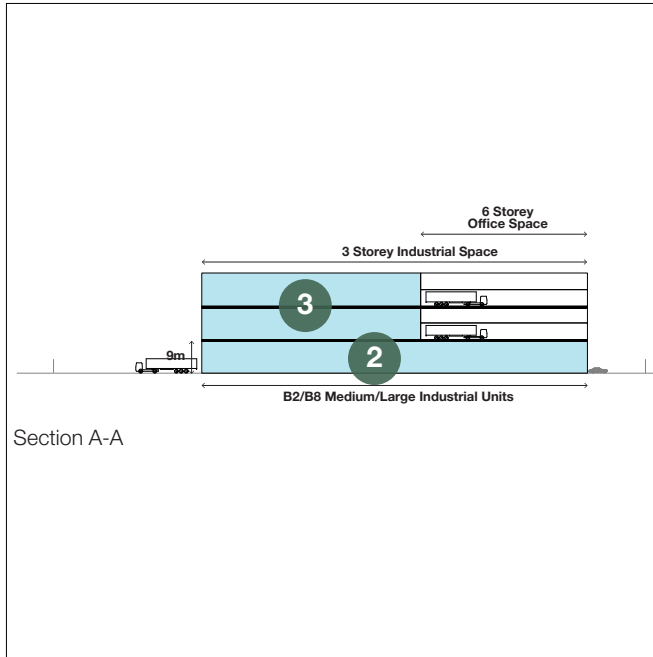 6 Storey
Office Space
3 Storey Industrial Space
3
9m
2
B2/B8 Medium/Large Industrial Units
Section A-A